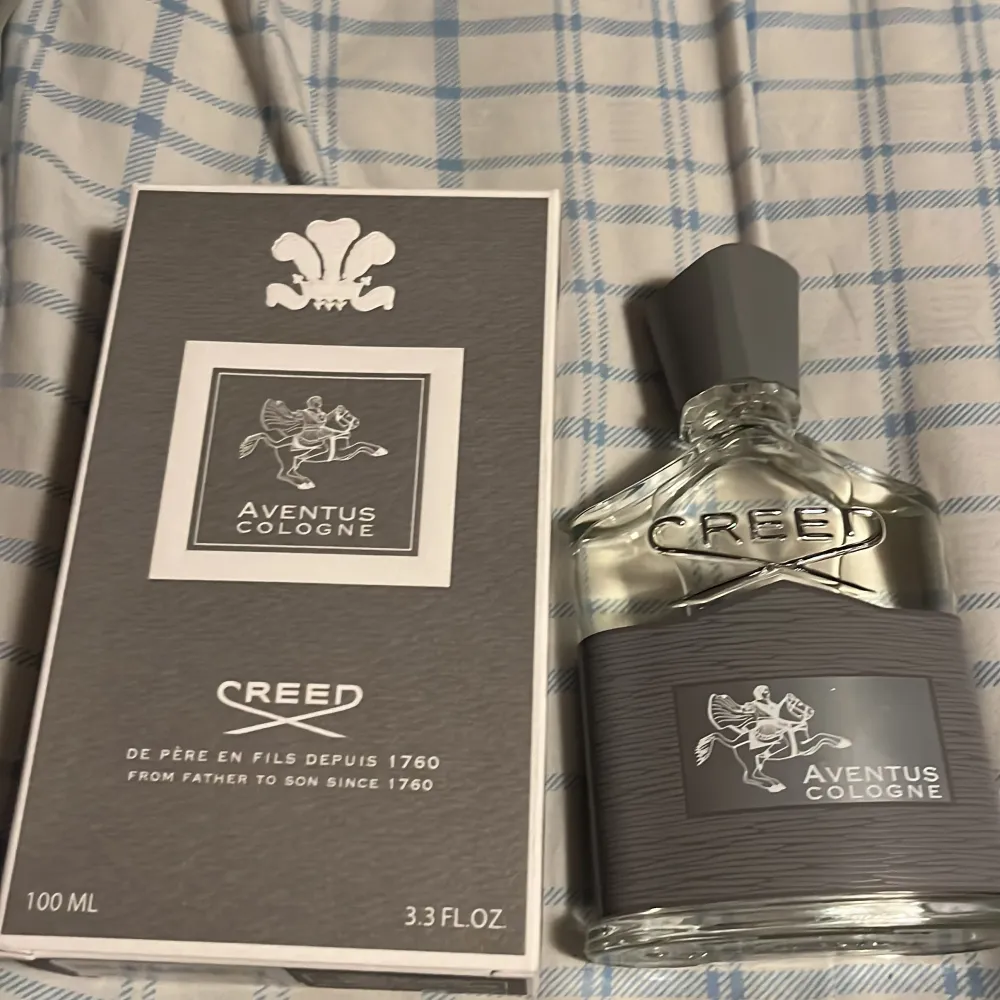 AVENTUS
COLOGNE
CREED
DE PÈRE EN FILS DEPUIS 1760
FROM FATHER TO SON SINCE 1760
100 ML
3.3 FL.OZ.
CREED
AVENTUS
COLOGNE